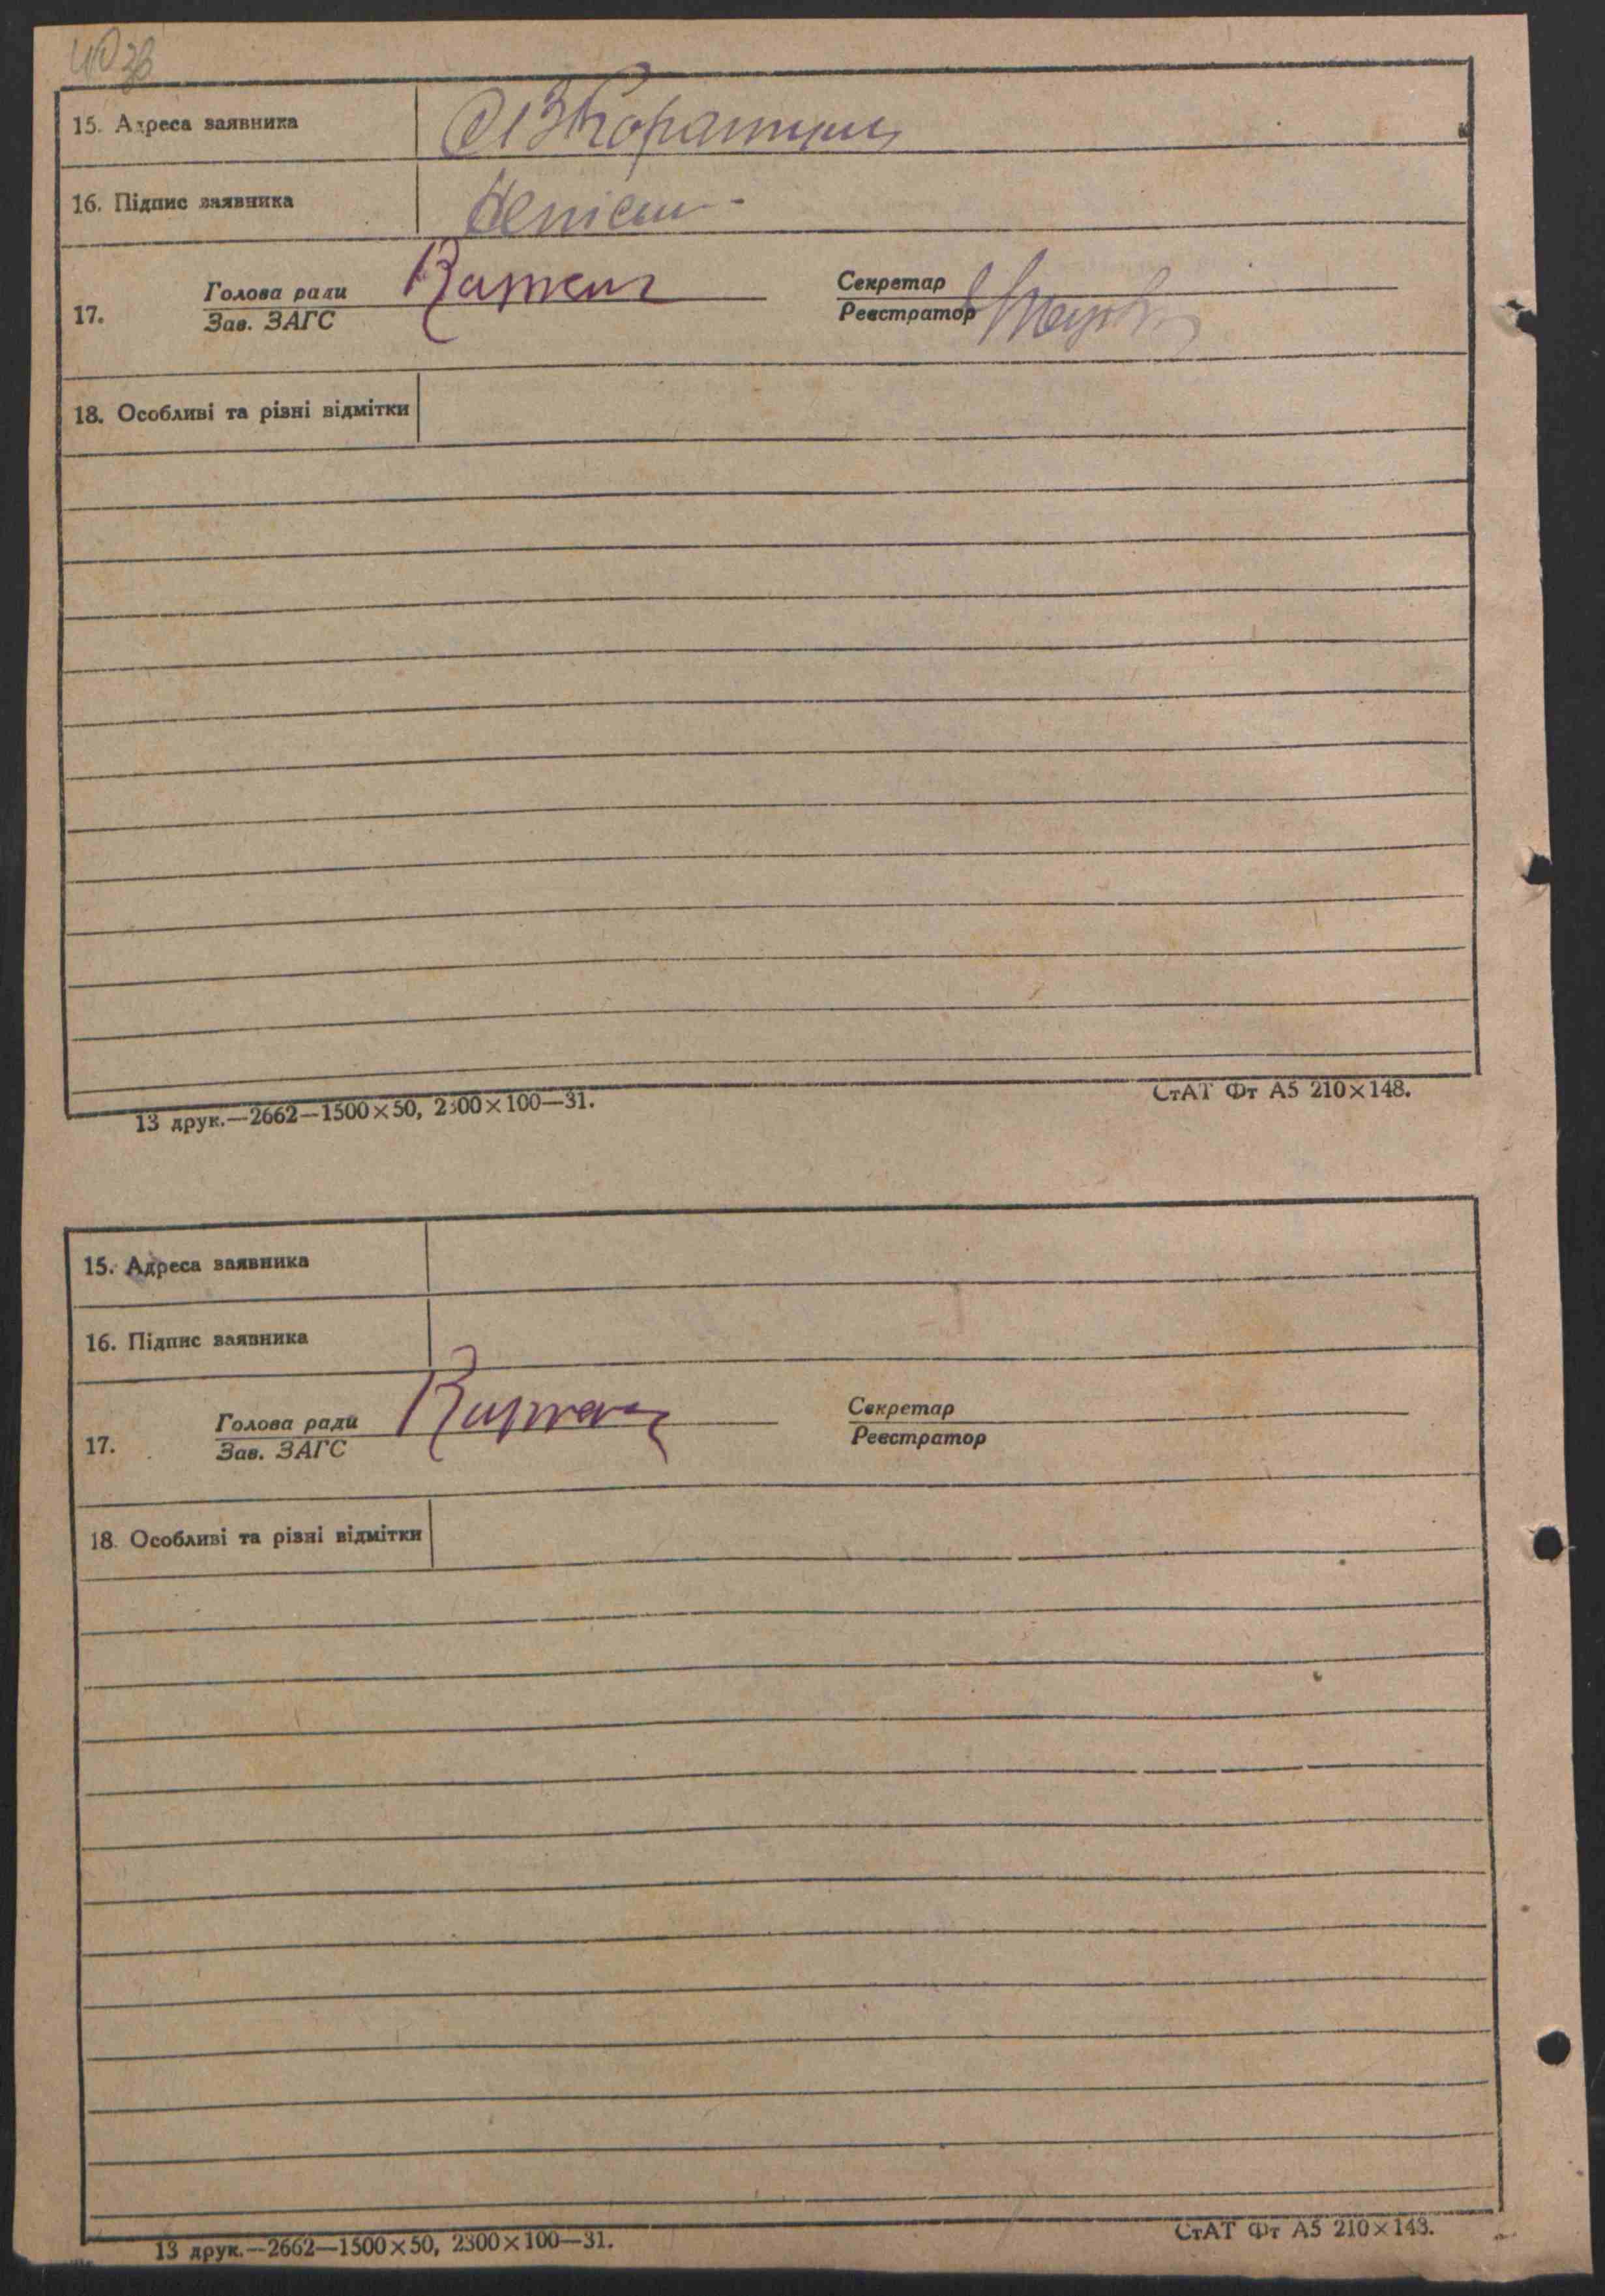 15. Адреса заявника
16. Підпис заявника
17. Голова ради
Зав. ЗАГС
Секретар
Реєстратор
18. Особливі та різні відмітки
13 друк.—2662—1500×50, 2300×100—31.
СтАТ Фт А5 210×148.
15. Адреса заявника
16. Підпис заявника
17. Голова ради
Зав. ЗАГС
Секретар
Реєстратор
18. Особливі та різні відмітки
13 друк.—2662—1500×50, 2300×100—31.
СтАТ Фт А5 210×148.